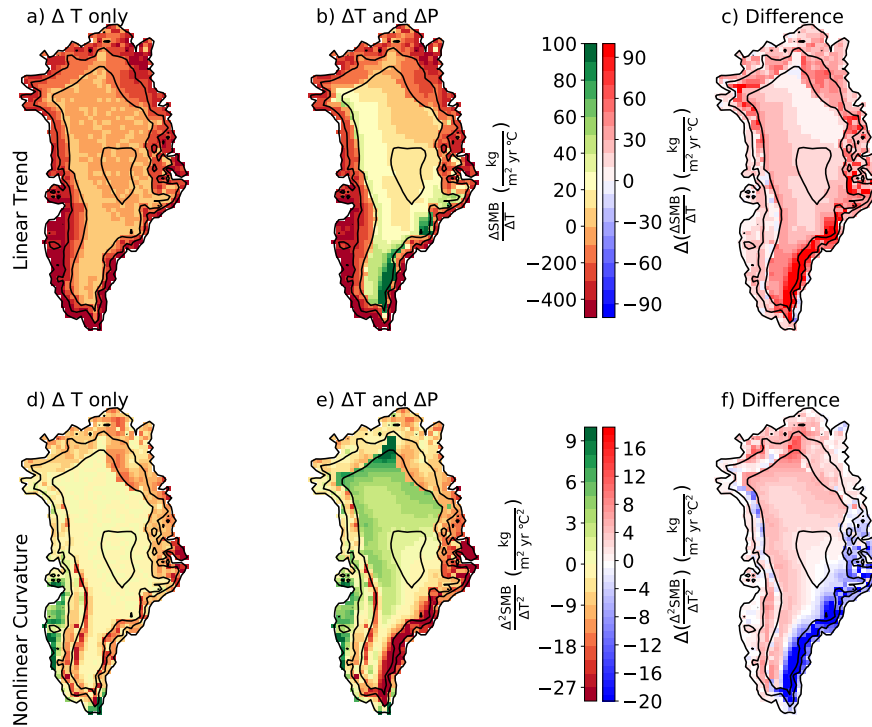 a) Δ T only
b) ΔT and ΔP
c) Difference
Linear Trend
100
80
60
40
20
0
−200
−400
ΔSMB/ΔT (kg/m² yr °C)
90
60
30
0
−30
−60
−90
Δ(ΔSMB/ΔT) (kg/m² yr °C)
d) Δ T only
e) ΔT and ΔP
f) Difference
Nonlinear Curvature
9
6
3
0
−9
−18
−27
Δ²SMB/ΔT² (kg/m² yr °C²)
16
12
8
4
0
−4
−8
−12
−16
−20
Δ(Δ²SMB/ΔT²) (kg/m² yr °C²)